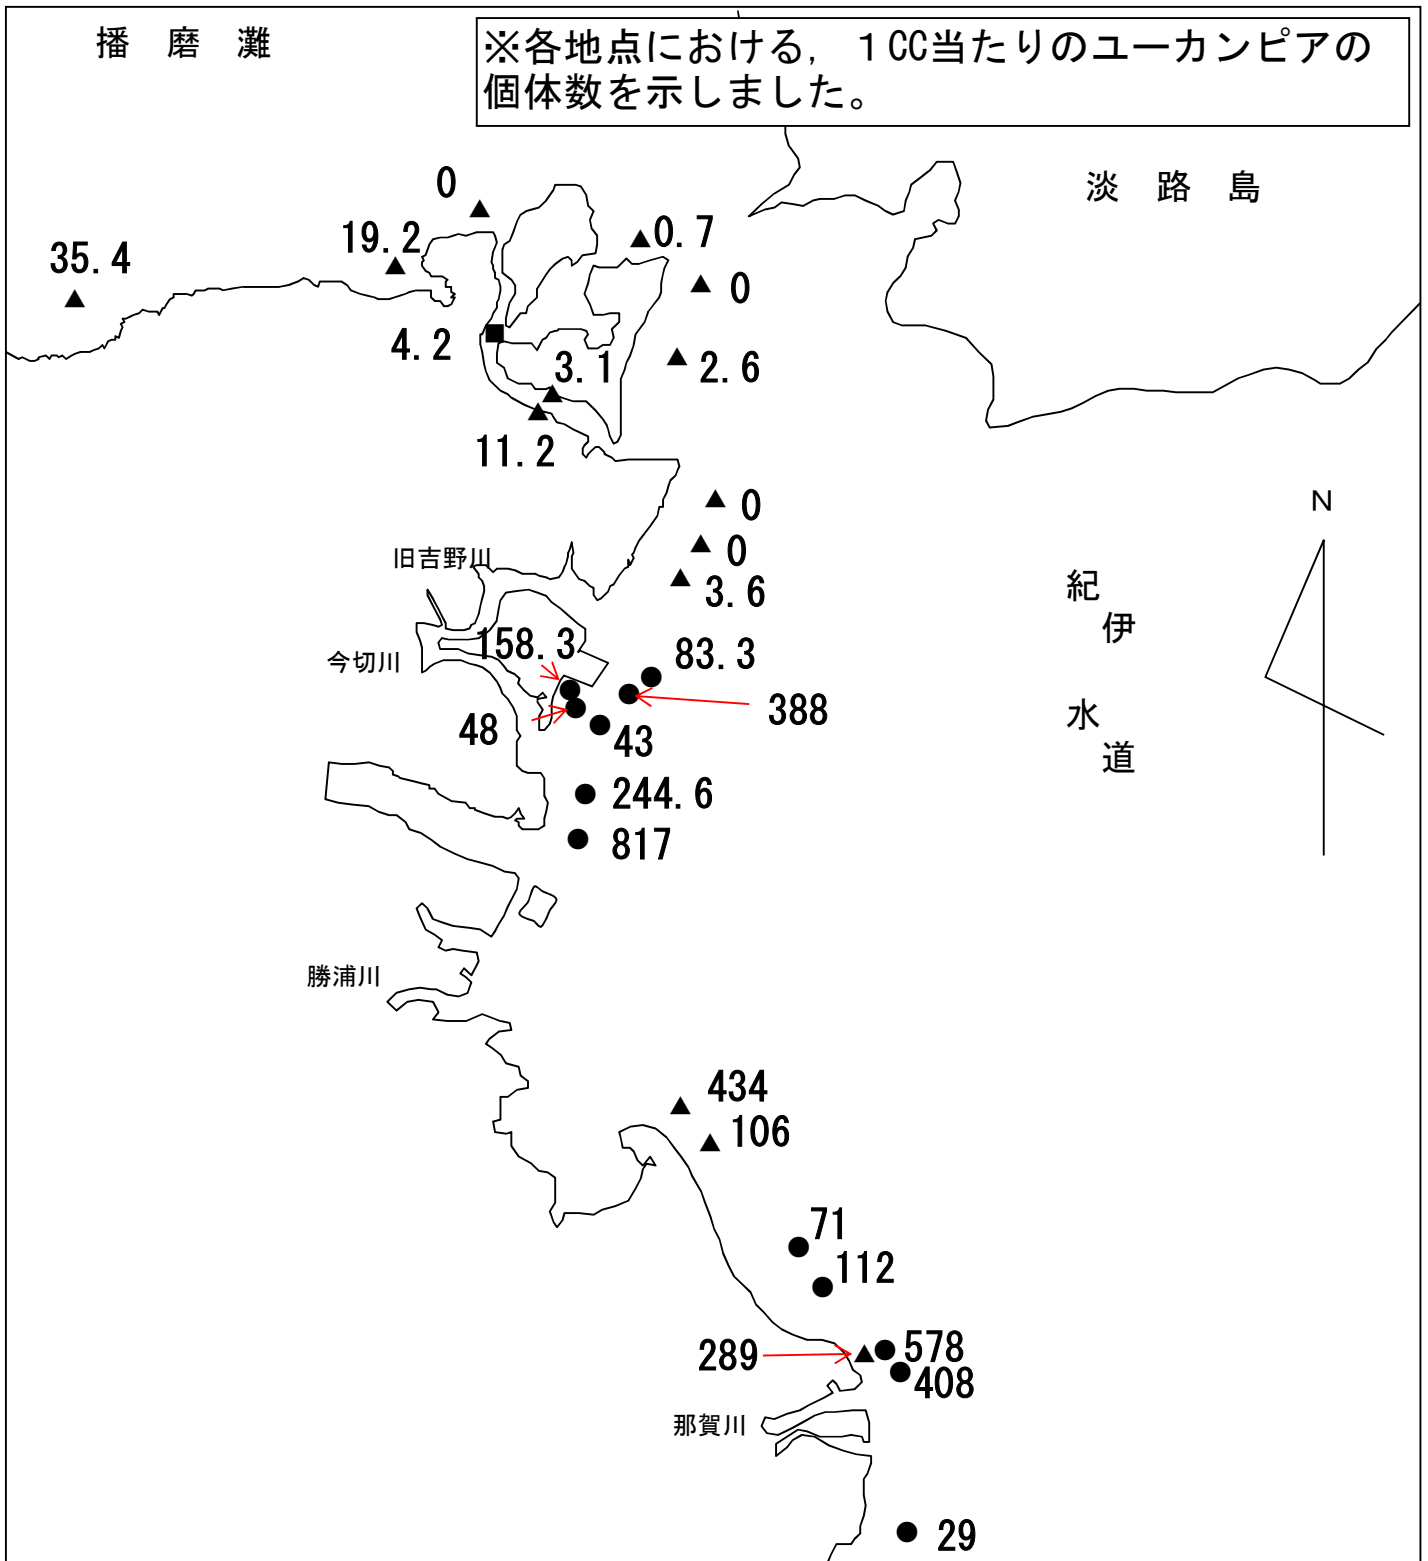 播 磨 灘
※各地点における, 1CC当たりのユーカンピアの
個体数を示しました。
淡 路 島
0
19.2
0.7
35.4
0
4.2
3.1
2.6
11.2
0
N
旧吉野川
0
3.6
紀
伊
158.3
83.3
今切川
388
水
48
43
道
244.6
817
勝浦川
434
106
71
112
289
578
408
那賀川
29